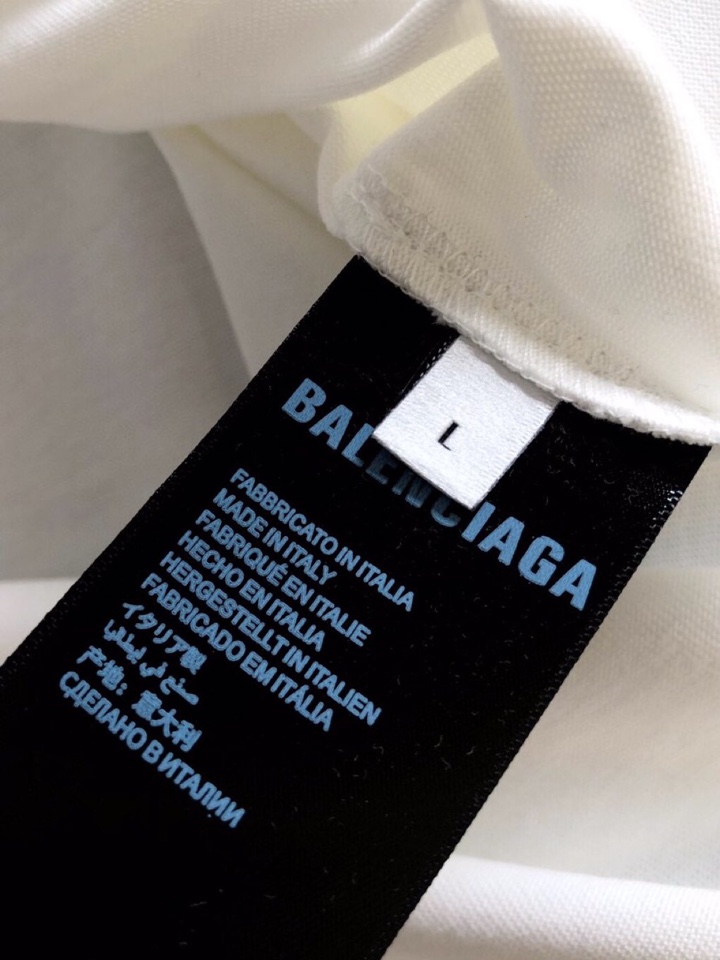 BALENCIAGA
L
FABBRICATO IN ITALIA
MADE IN ITALY
FABRIQUÉ EN ITALIE
HECHO EN ITALIA
HERGESTELLT IN ITALIEN
FABRICADO EM ITÁLIA
イタリア製
产地：意大利
СДЕЛАНО В ИТАЛИИ